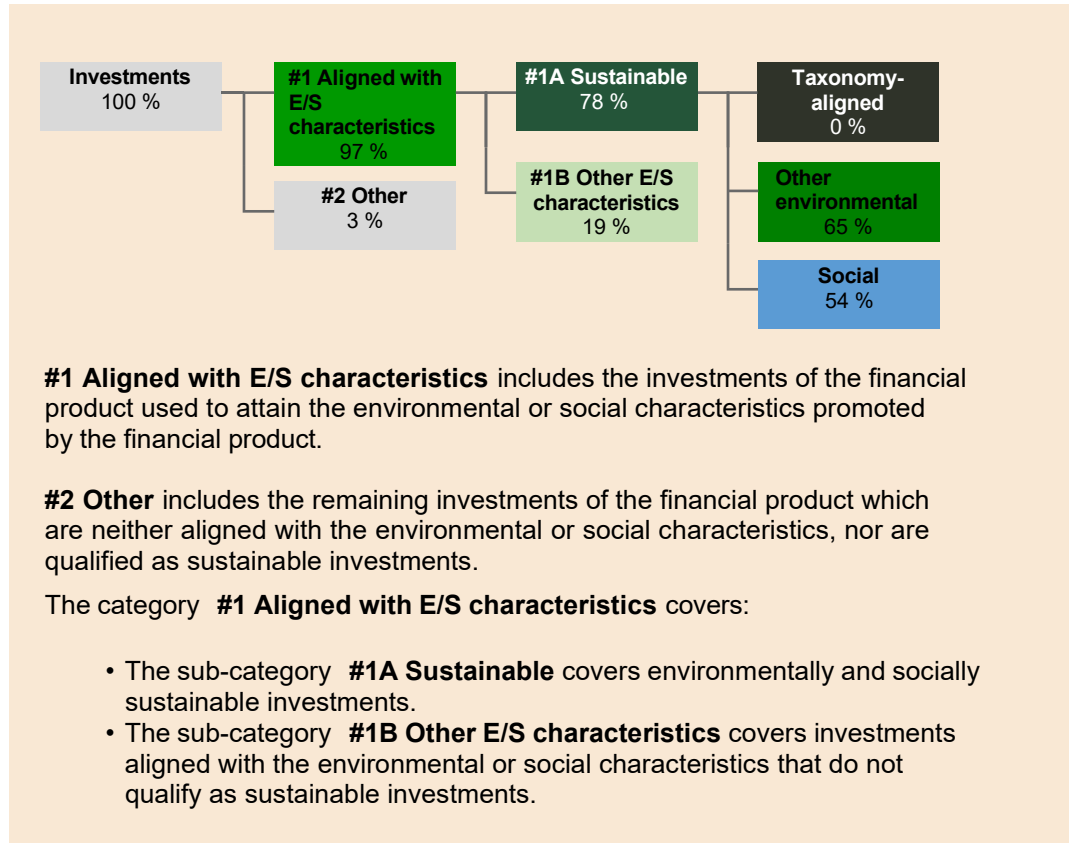 Investments
100 %
#1 Aligned with
E/S
characteristics
97 %
#2 Other
3 %
#1A Sustainable
78 %
#1B Other E/S
characteristics
19 %
Taxonomy-
aligned
0 %
Other
environmental
65 %
Social
54 %
#1 Aligned with E/S characteristics includes the investments of the financial
product used to attain the environmental or social characteristics promoted
by the financial product.
#2 Other includes the remaining investments of the financial product which
are neither aligned with the environmental or social characteristics, nor are
qualified as sustainable investments.
The category #1 Aligned with E/S characteristics covers:
• The sub-category #1A Sustainable covers environmentally and socially
sustainable investments.
• The sub-category #1B Other E/S characteristics covers investments
aligned with the environmental or social characteristics that do not
qualify as sustainable investments.